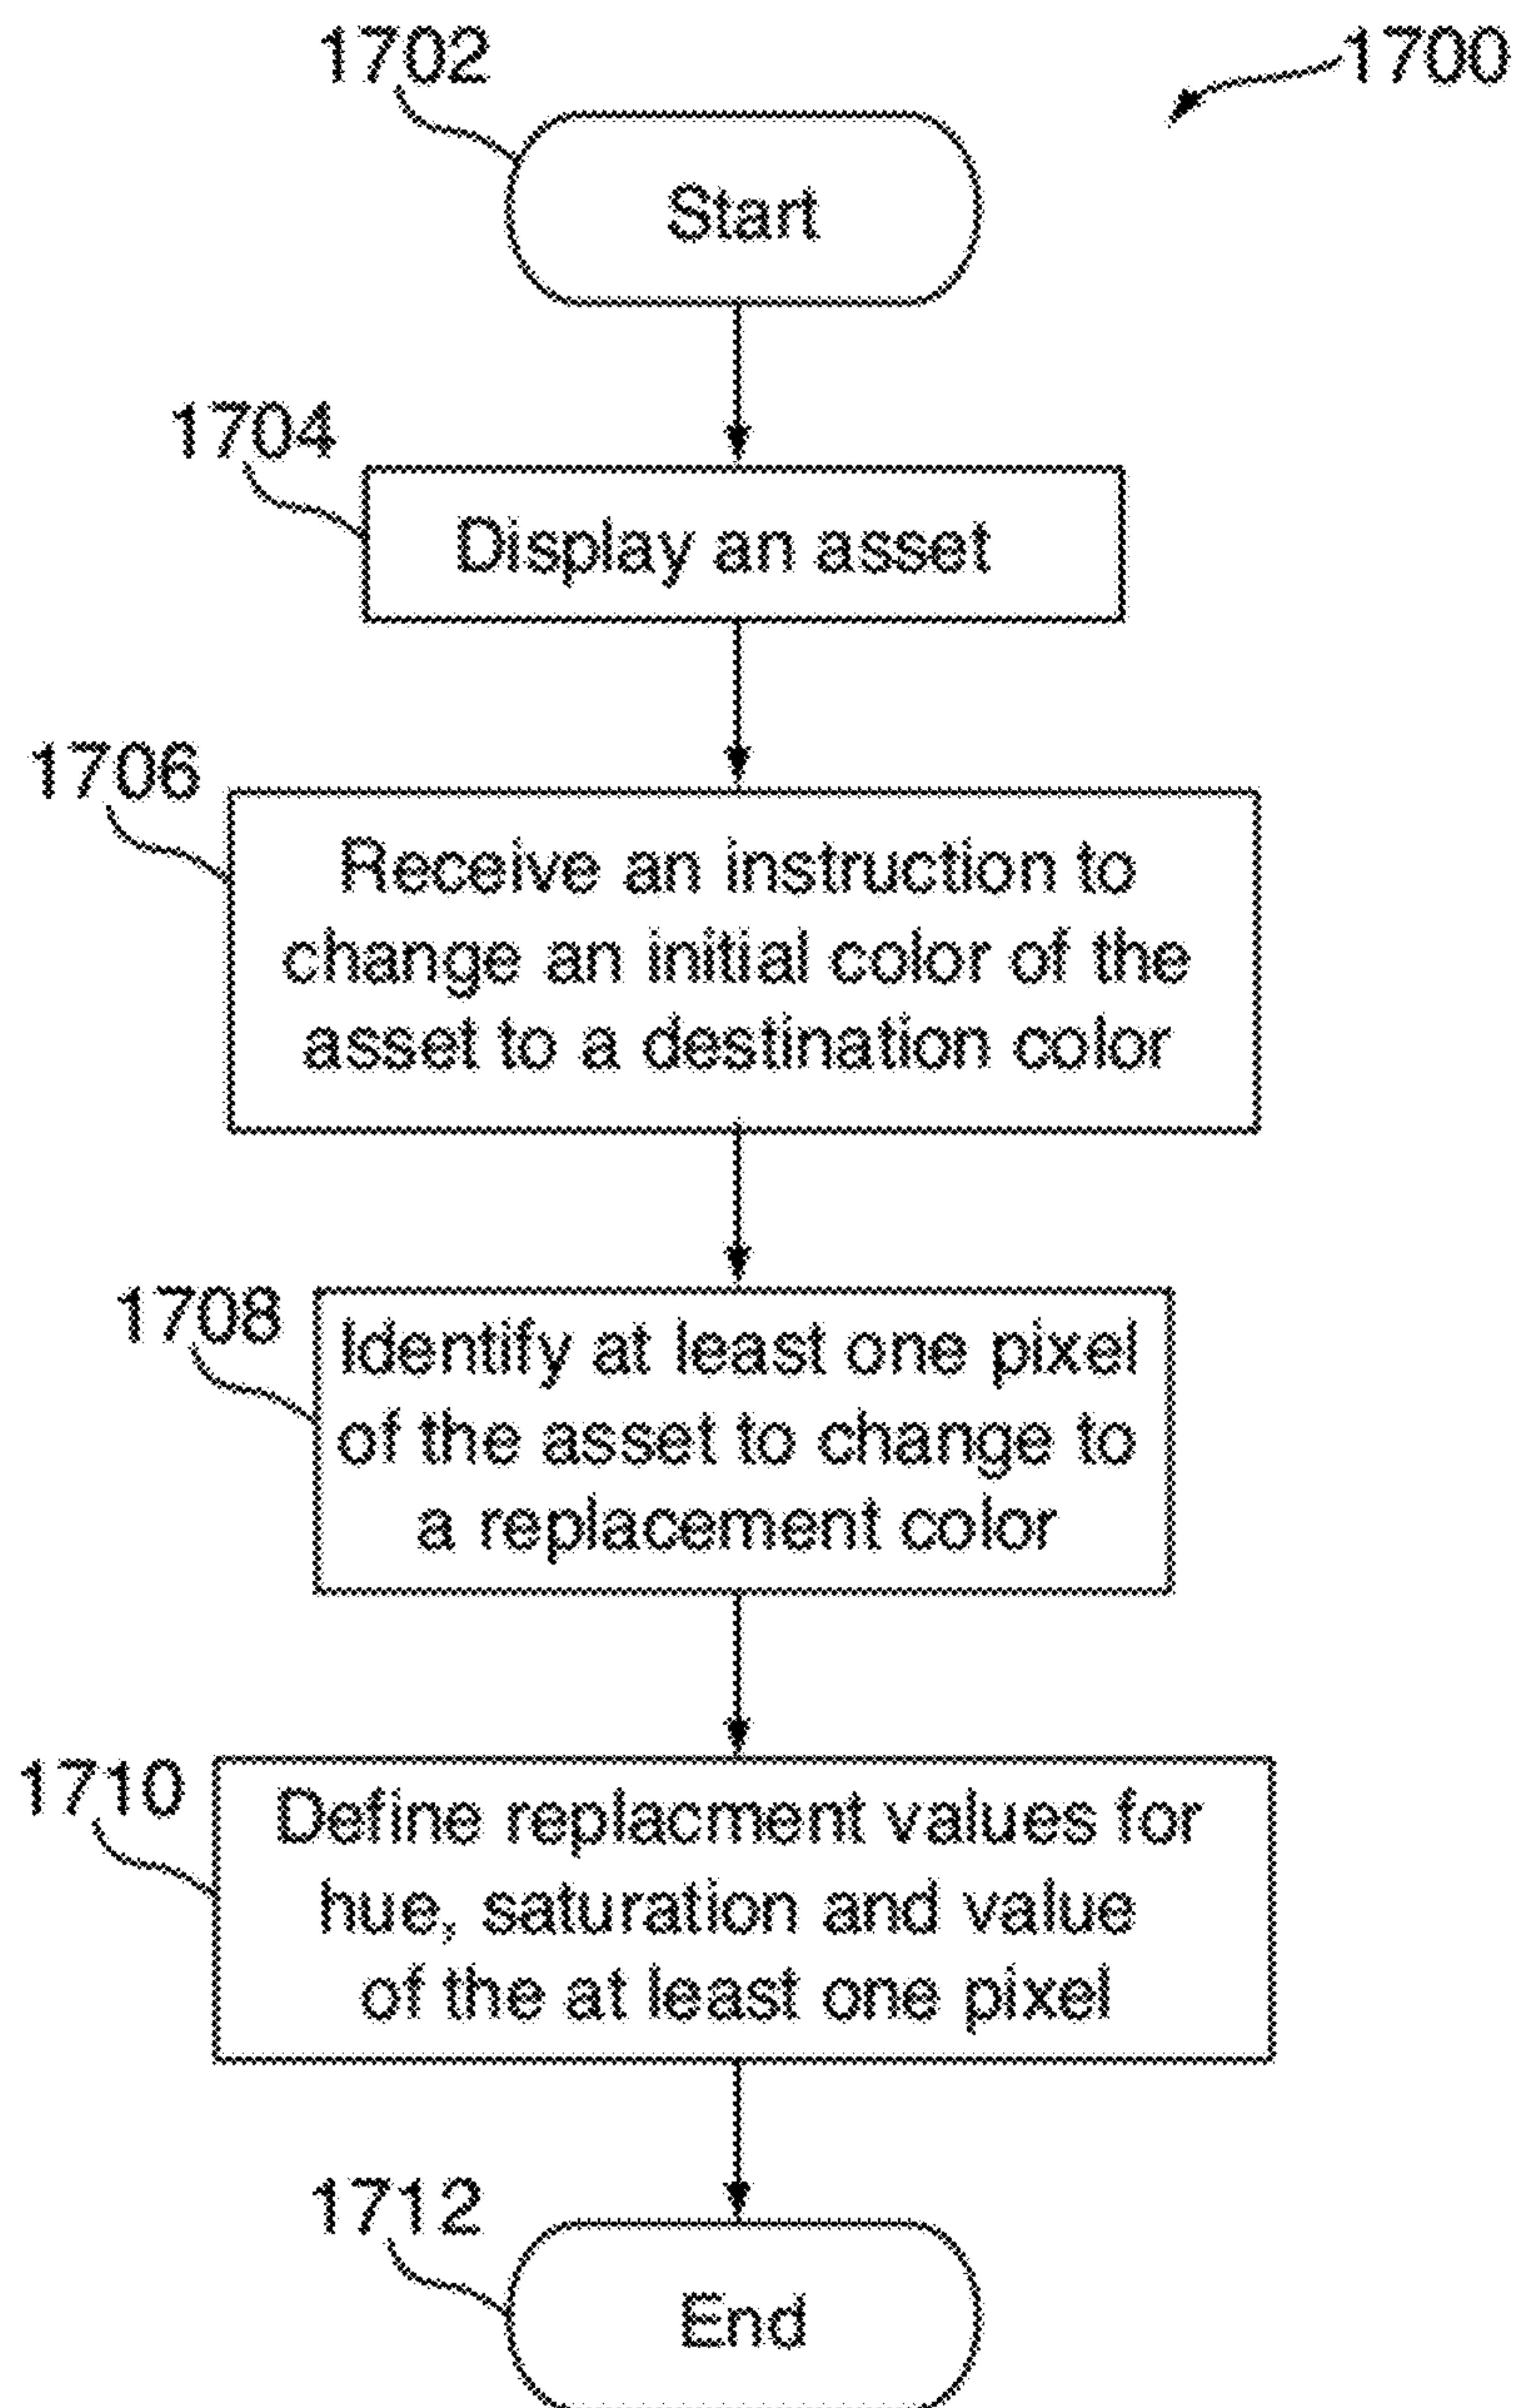 1702
1700
Start
1704
Display an asset
1706
Receive an instruction to
change an initial color of the
asset to a destination color
1708
Identify at least one pixel
of the asset to change to
a replacement color
1710
Define replacment values for
hue, saturation and value
of the at least one pixel
1712
End